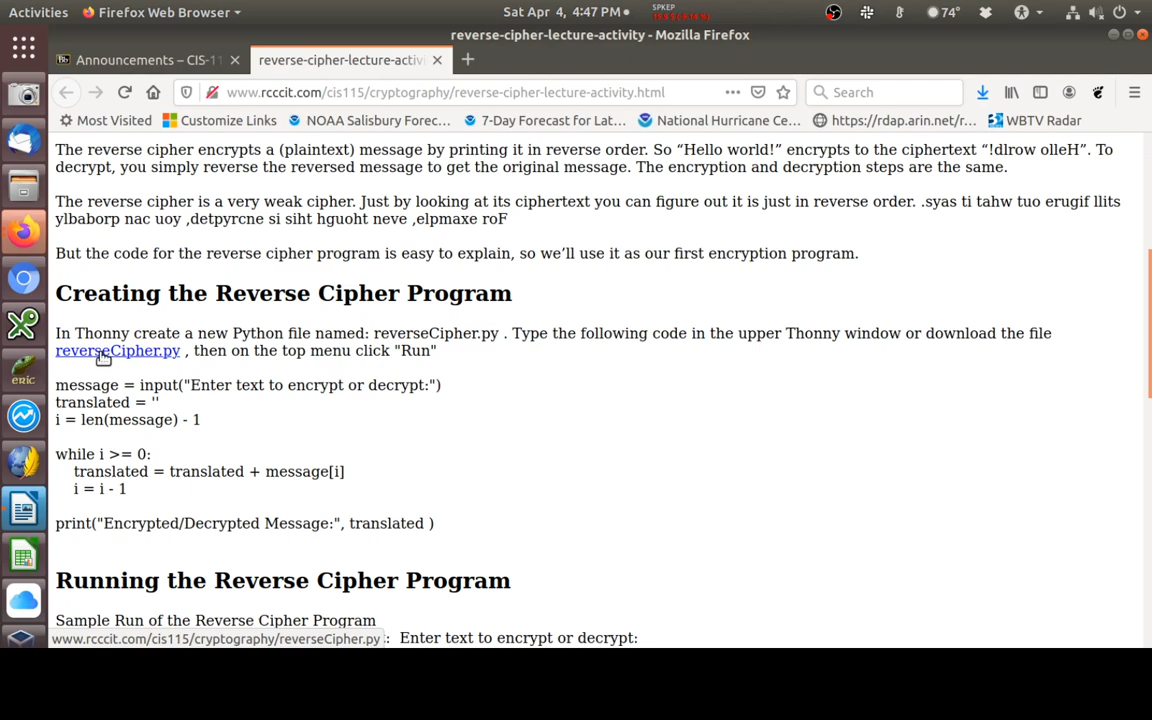 Activities Firefox Web Browser Sat Apr 4, 4:47 PM SPKEP 74°
reverse-cipher-lecture-activity - Mozilla Firefox
Bb Announcements – CIS-11 reverse-cipher-lecture-activ
www.rcccit.com/cis115/cryptography/reverse-cipher-lecture-activity.html Search
Most Visited Customize Links NOAA Salisbury Forec... 7-Day Forecast for Lat... National Hurricane Ce... https://rdap.arin.net/r... WBTV Radar
The reverse cipher encrypts a (plaintext) message by printing it in reverse order. So “Hello world!” encrypts to the ciphertext “!dlrow olleH”. To
decrypt, you simply reverse the reversed message to get the original message. The encryption and decryption steps are the same.
The reverse cipher is a very weak cipher. Just by looking at its ciphertext you can figure out it is just in reverse order. .syas ti tahw tuo erugif llits
ylbaborp nac uoy ,detpyrcne si siht hguoht neve ,elpmaxe roF
But the code for the reverse cipher program is easy to explain, so we’ll use it as our first encryption program.
Creating the Reverse Cipher Program
In Thonny create a new Python file named: reverseCipher.py . Type the following code in the upper Thonny window or download the file
reverseCipher.py , then on the top menu click "Run"
message = input("Enter text to encrypt or decrypt:")
translated = ''
i = len(message) - 1
while i >= 0:
translated = translated + message[i]
i = i - 1
print("Encrypted/Decrypted Message:", translated )
eric
Running the Reverse Cipher Program
Sample Run of the Reverse Cipher Program
www.rcccit.com/cis115/cryptography/reverseCipher.py : Enter text to encrypt or decrypt: